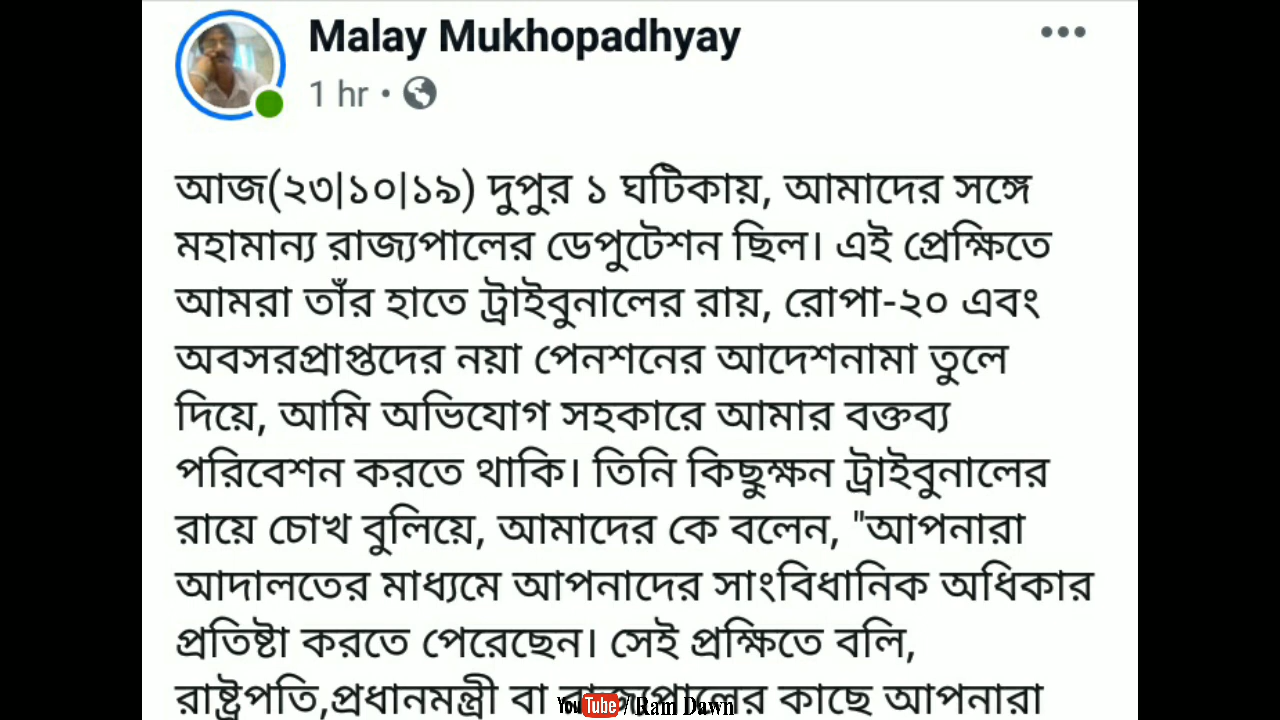 Malay Mukhopadhyay
1 hr •
আজ(২৩|১০|১৯) দুপুর ১ ঘটিকায়, আমাদের সঙ্গে
মহামান্য রাজ্যপালের ডেপুটেশন ছিল। এই প্রেক্ষিতে
আমরা তাঁর হাতে ট্রাইবুনালের রায়, রোপা-২০ এবং
অবসরপ্রাপ্তদের নয়া পেনশনের আদেশনামা তুলে
দিয়ে, আমি অভিযোগ সহকারে আমার বক্তব্য
পরিবেশন করতে থাকি। তিনি কিছুক্ষন ট্রাইবুনালের
রায়ে চোখ বুলিয়ে, আমাদের কে বলেন, "আপনারা
আদালতের মাধ্যমে আপনাদের সাংবিধানিক অধিকার
প্রতিষ্টা করতে পেরেছেন। সেই প্রক্ষিতে বলি,
রাষ্ট্রপতি,প্রধানমন্ত্রী বা রাজ্যপালের কাছে আপনারা
YouTube / Ram Dawn